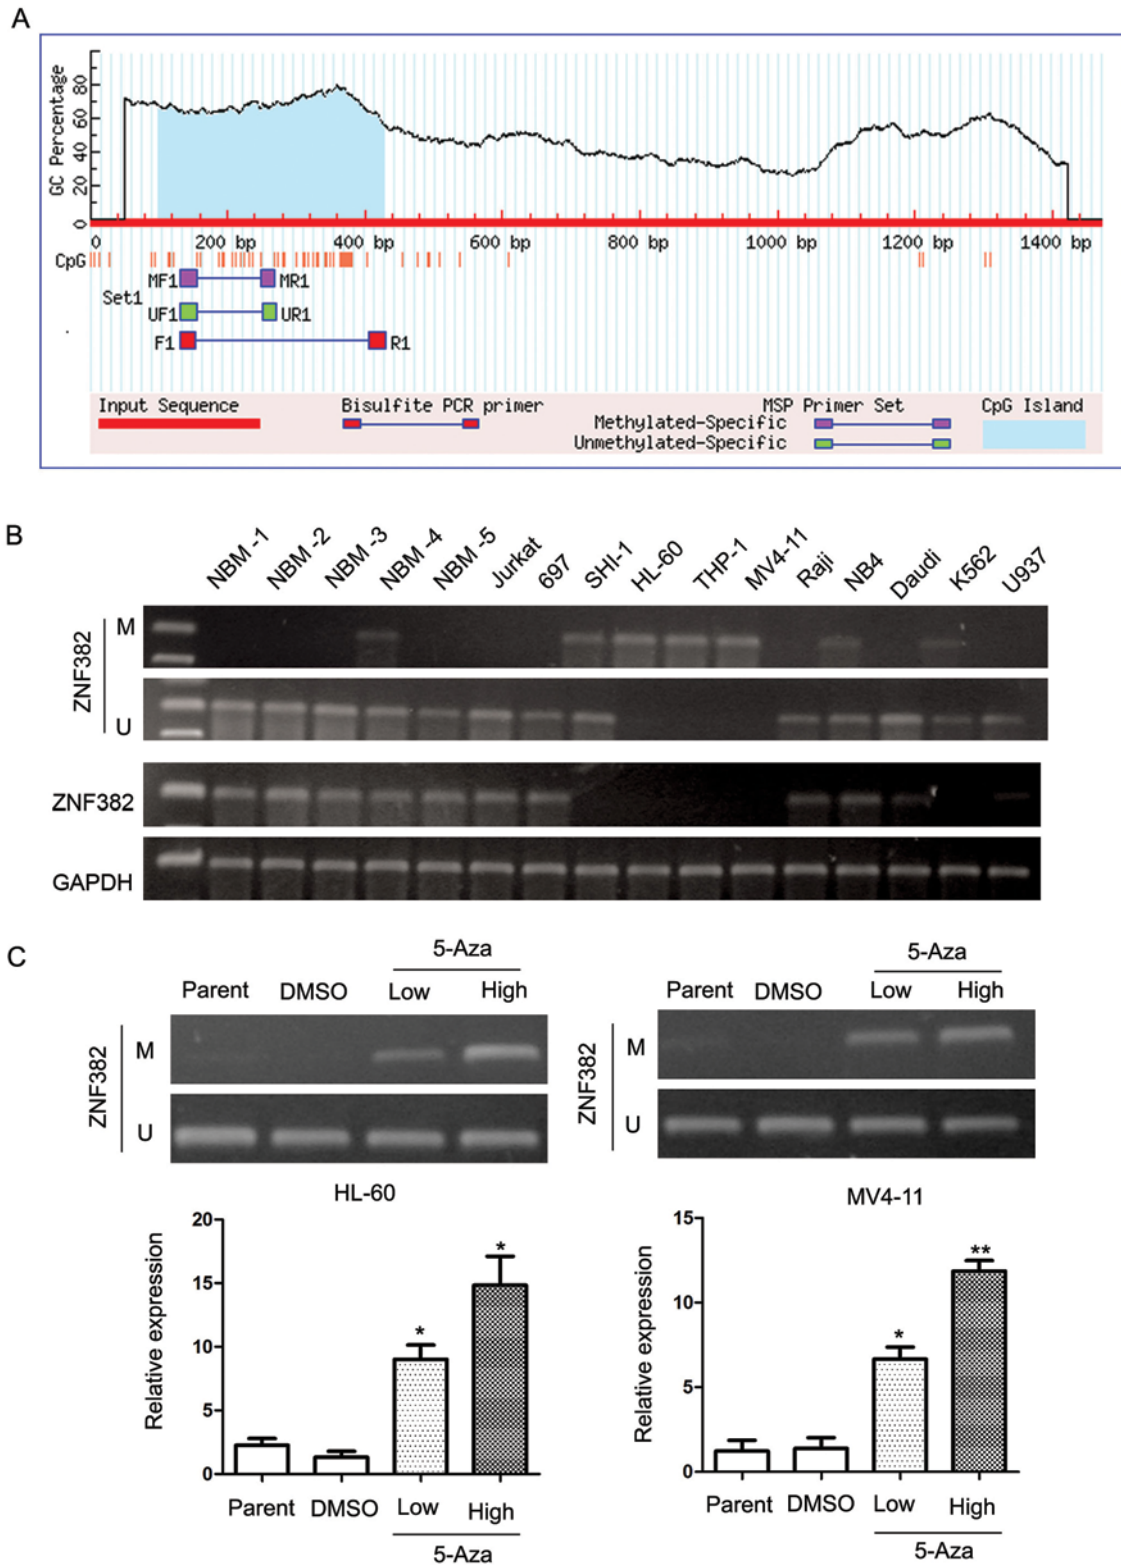 A
GC Percentage
80
60
40
20
0
0 200 bp 400 bp 600 bp 800 bp 1000 bp 1200 bp 1400 bp
CpG
MF1 MR1
Set1
UF1 UR1
F1 R1
Input Sequence
Bisulfite PCR primer
MSP Primer Set
CpG Island
Methylated-Specific
Unmethylated-Specific
B
NBM -1 NBM -2 NBM -3 NBM -4 NBM -5 Jurkat 697 SHI-1 HL-60 THP-1 MV4-11 Raji NB4 Daudi K562 U937
ZNF382
M
U
ZNF382
GAPDH
C
5-Aza
Parent DMSO Low High
ZNF382
M
U
HL-60
20
15
10
5
0
Relative expression
*
*
Parent DMSO Low High
5-Aza
5-Aza
Parent DMSO Low High
ZNF382
M
U
MV4-11
15
10
5
0
Relative expression
*
**
Parent DMSO Low High
5-Aza